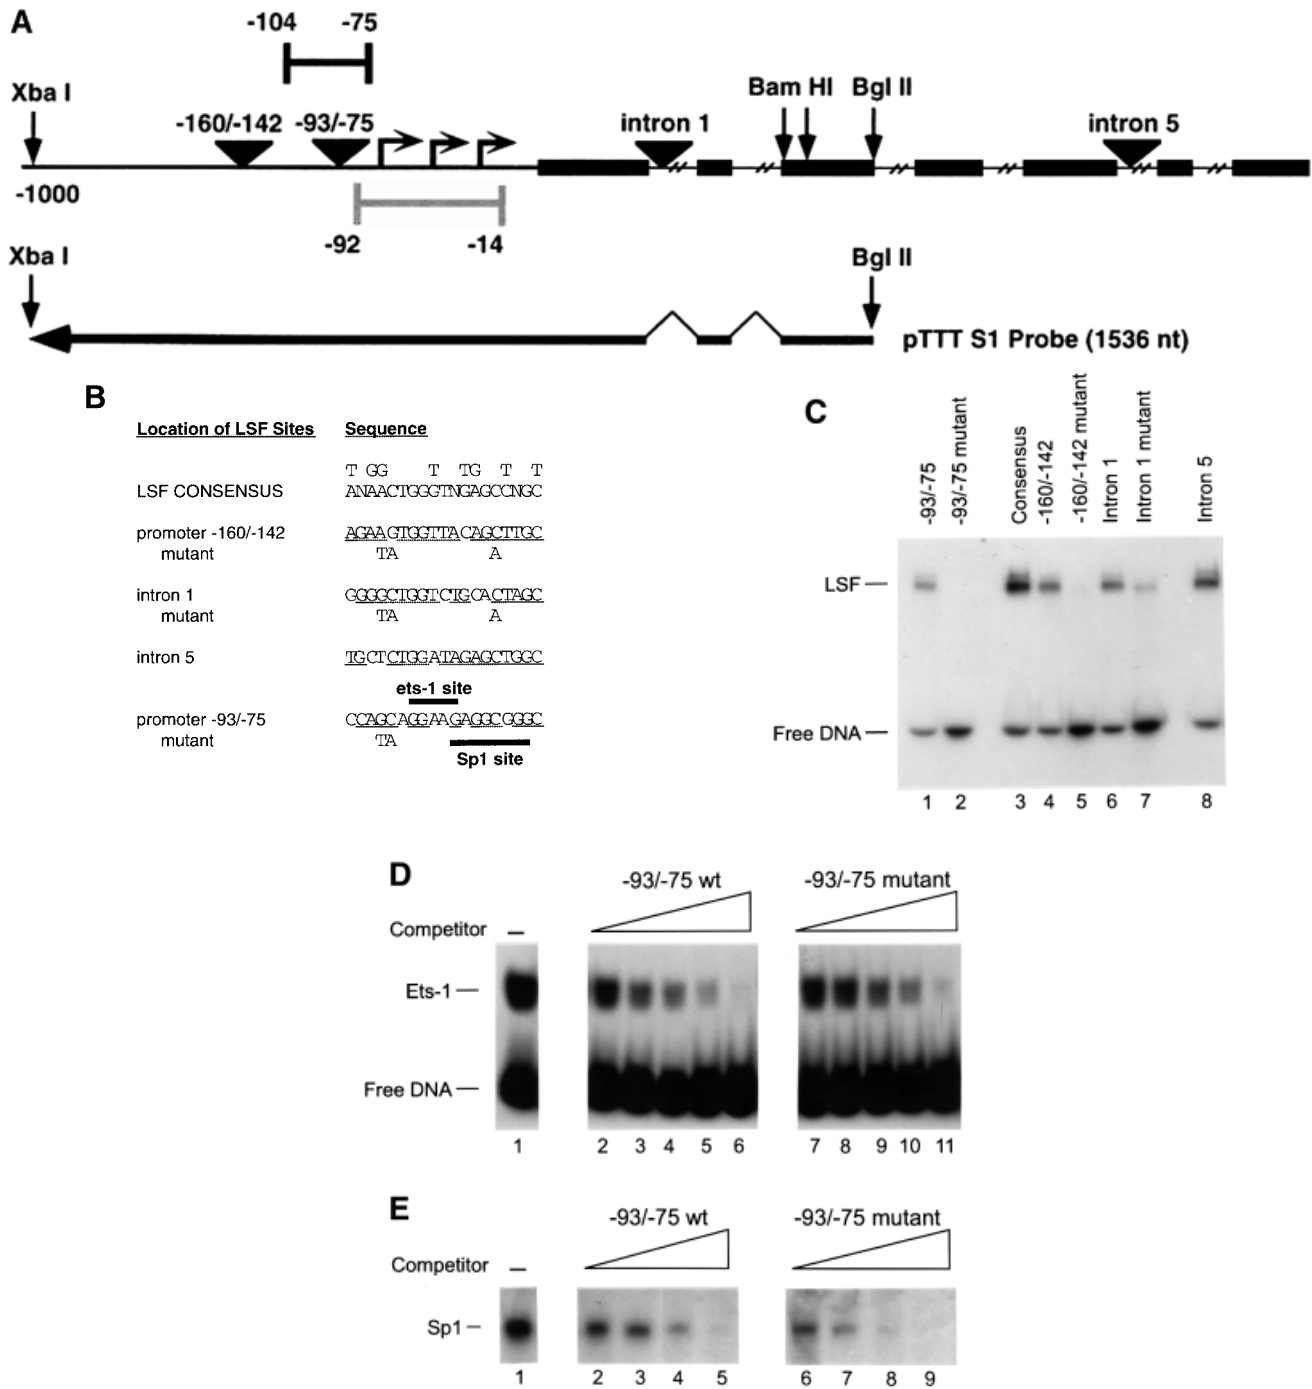 A
-104 -75
Xba I
Bam HI Bgl II
-160/-142 -93/-75 intron 1 intron 5
-1000
-92 -14
Xba I Bgl II
pTTT S1 Probe (1536 nt)
B
Location of LSF Sites Sequence
T GG T TG T T
LSF CONSENSUS ANAACTGGGTNGAGCCNGC
promoter -160/-142 AGAAGTGGTTACAGCTTGC
mutant TA A
intron 1 GGGGCTGGTCTGCACTAGC
mutant TA A
intron 5 TGCTCTGGATAGAGCTGGC
ets-1 site
promoter -93/-75 CCAGCAGGAAGAGGCGGGC
mutant TA
Sp1 site
C
-93/-75
-93/-75 mutant
Consensus
-160/-142
-160/-142 mutant
Intron 1
Intron 1 mutant
Intron 5
LSF
Free DNA
1 2 3 4 5 6 7 8
D
-93/-75 wt -93/-75 mutant
Competitor –
Ets-1
Free DNA
1 2 3 4 5 6 7 8 9 10 11
E
-93/-75 wt -93/-75 mutant
Competitor –
Sp1
1 2 3 4 5 6 7 8 9